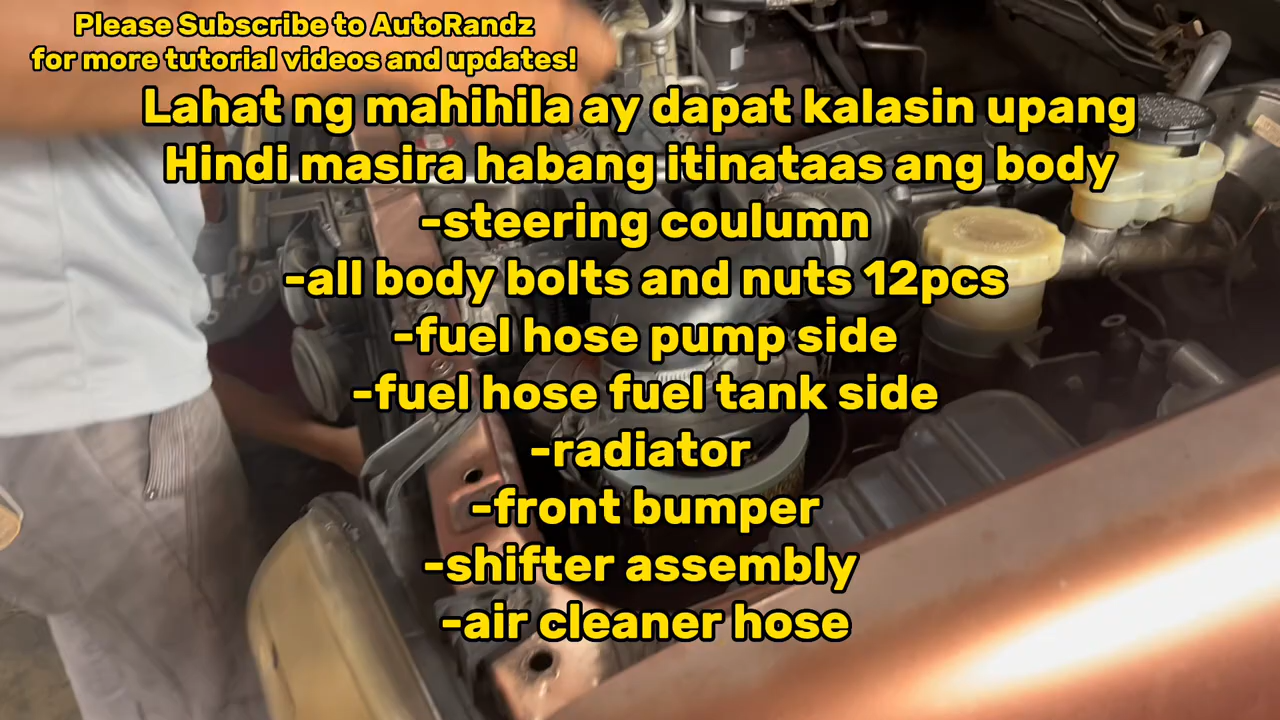 Please Subscribe to AutoRandz
for more tutorial videos and updates!
Lahat ng mahihila ay dapat kalasin upang
Hindi masira habang itinataas ang body
-steering coulumn
-all body bolts and nuts 12pcs
-fuel hose pump side
-fuel hose fuel tank side
-radiator
-front bumper
-shifter assembly
-air cleaner hose